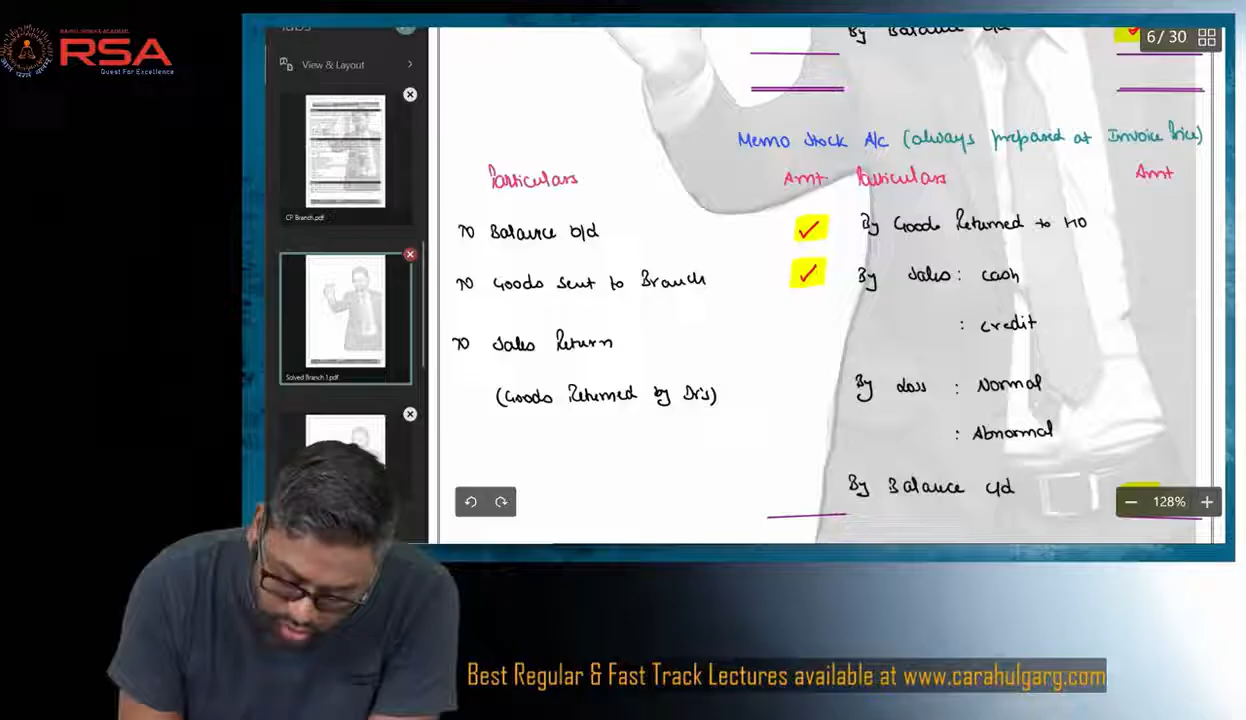 RSA
Quest For Excellence
View & Layout
CP Branch.pdf
Solved Branch 1.pdf
By Balance c/d
6 / 30
Memo Stock A/c (always prepared at Invoice Price)
Particulars Amt Particulars Amt
To Balance b/d ✓ By Goods Returned to HO
To Goods sent to Branch ✓ By Sales : cash
: credit
To Sales Return
(Goods Returned by Drs) By loss : Normal
: Abnormal
By Balance c/d
128%
Best Regular & Fast Track Lectures available at www.carahulgarg.com